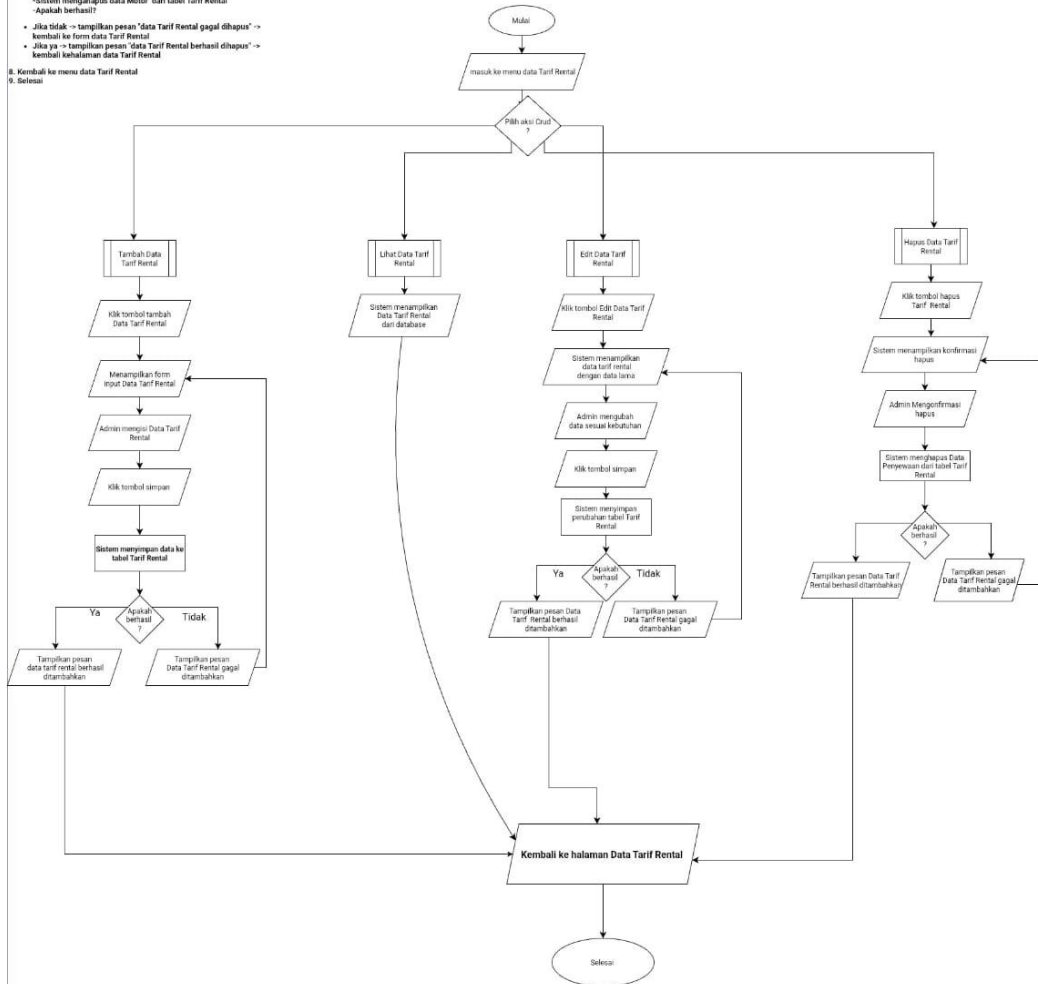 -Sistem menganapus data Motor dari tabel Tarif Rental
-Apakah berhasil?
• Jika tidak -> tampilkan pesan "data Tarif Rental gagal dihapus" ->
kembali ke form data Tarif Rental
• Jika ya -> tampilkan pesan "data Tarif Rental berhasil dihapus" ->
kembali kehalaman data Tarif Rental
8. Kembali ke menu data Tarif Rental
9. Selesai
Mulai
masuk ke menu data Tarif Rental
Pilih aksi Crud
?
Tambah Data
Tarif Rental
Klik tombol tambah
Data Tarif Rental
Menampilkan form
input Data Tarif Rental
Admin mengisi Data Tarif
Rental
Klik tombol simpan
Sistem menyimpan data ke
tabel Tarif Rental
Apakah
berhasil
?
Ya
Tidak
Tampilkan pesan
data tarif rental berhasil
ditambahkan
Tampilkan pesan
Data Tarif Rental gagal
ditambahkan
Lihat Data Tarif
Rental
Sistem menampilkan
Data Tarif Rental
dari database
Edit Data Tarif
Rental
Klik tombol Edit Data Tarif
Rental
Sistem menampilkan
data tarif rental
dengan data lama
Admin mengubah
data sesuai kebutuhan
Klik tombol simpan
Sistem menyimpan
perubahan tabel Tarif
Rental
Apakah
berhasil
?
Ya
Tidak
Tampilkan pesan Data
Tarif Rental berhasil
ditambahkan
Tampilkan pesan
Data Tarif Rental gagal
ditambahkan
Hapus Data Tarif
Rental
Klik tombol hapus
Tarif Rental
Sistem menampilkan konfirmasi
hapus
Admin Mengonfirmasi
hapus
Sistem menghapus Data
Penyewaan dari tabel Tarif
Rental
Apakah
berhasil
?
Tampilkan pesan Data Tarif
Rental berhasil ditambahkan
Tampilkan pesan
Data Tarif Rental gagal
ditambahkan
Kembali ke halaman Data Tarif Rental
Selesai